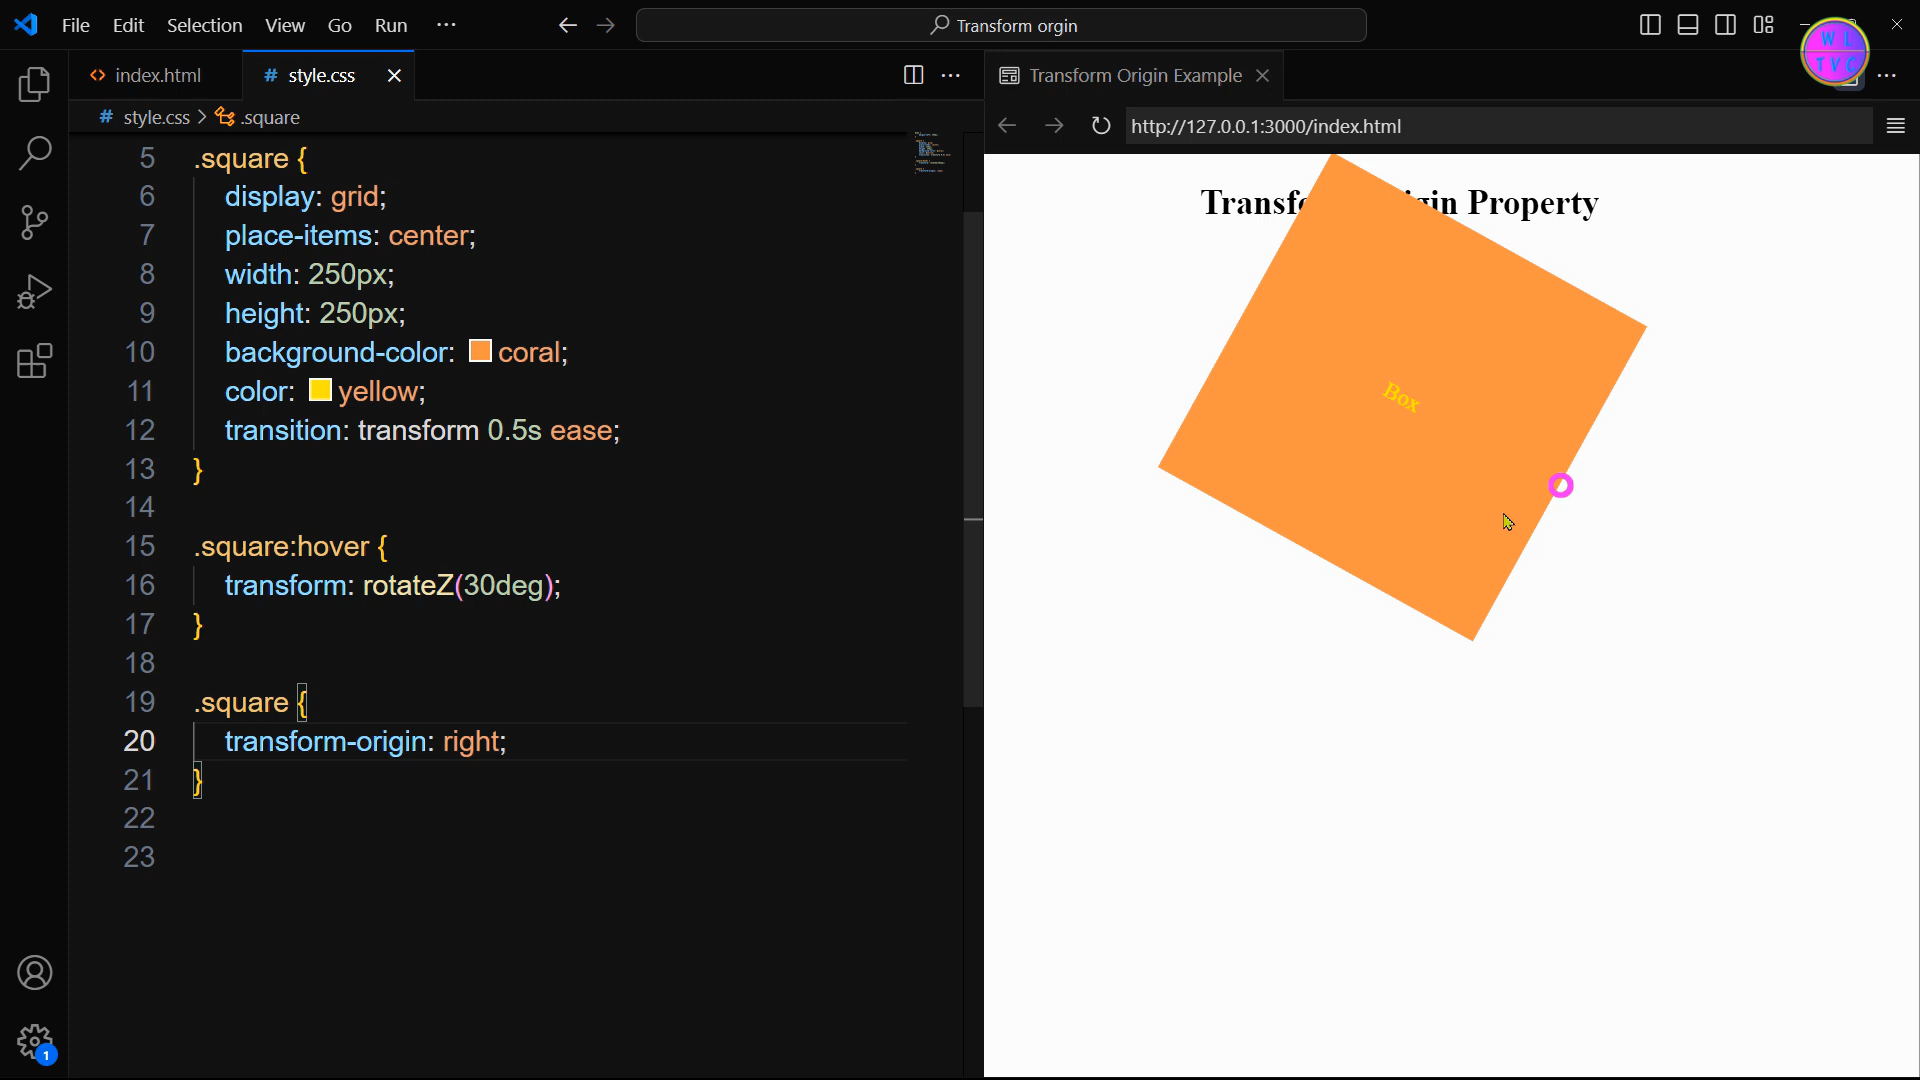 File Edit Selection View Go Run ··· Transform orgin
W L
T V C
index.html # style.css
Transform Origin Example
# style.css > .square
http://127.0.0.1:3000/index.html
5 .square {
6 display: grid;
7 place-items: center;
8 width: 250px;
9 height: 250px;
10 background-color: coral;
11 color: yellow;
12 transition: transform 0.5s ease;
13 }
14
15 .square:hover {
16 transform: rotateZ(30deg);
17 }
18
19 .square {
20 transform-origin: right;
21 }
22
23
1
Transf gin Property
Box